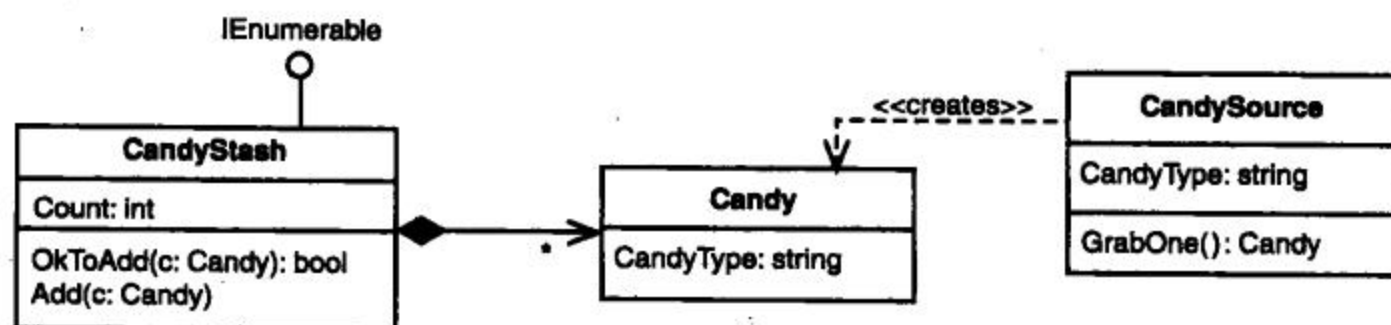 IEnumerable
CandyStash
Count: int
OkToAdd(c: Candy): bool
Add(c: Candy)
*
Candy
CandyType: string
<<creates>>
CandySource
CandyType: string
GrabOne(): Candy